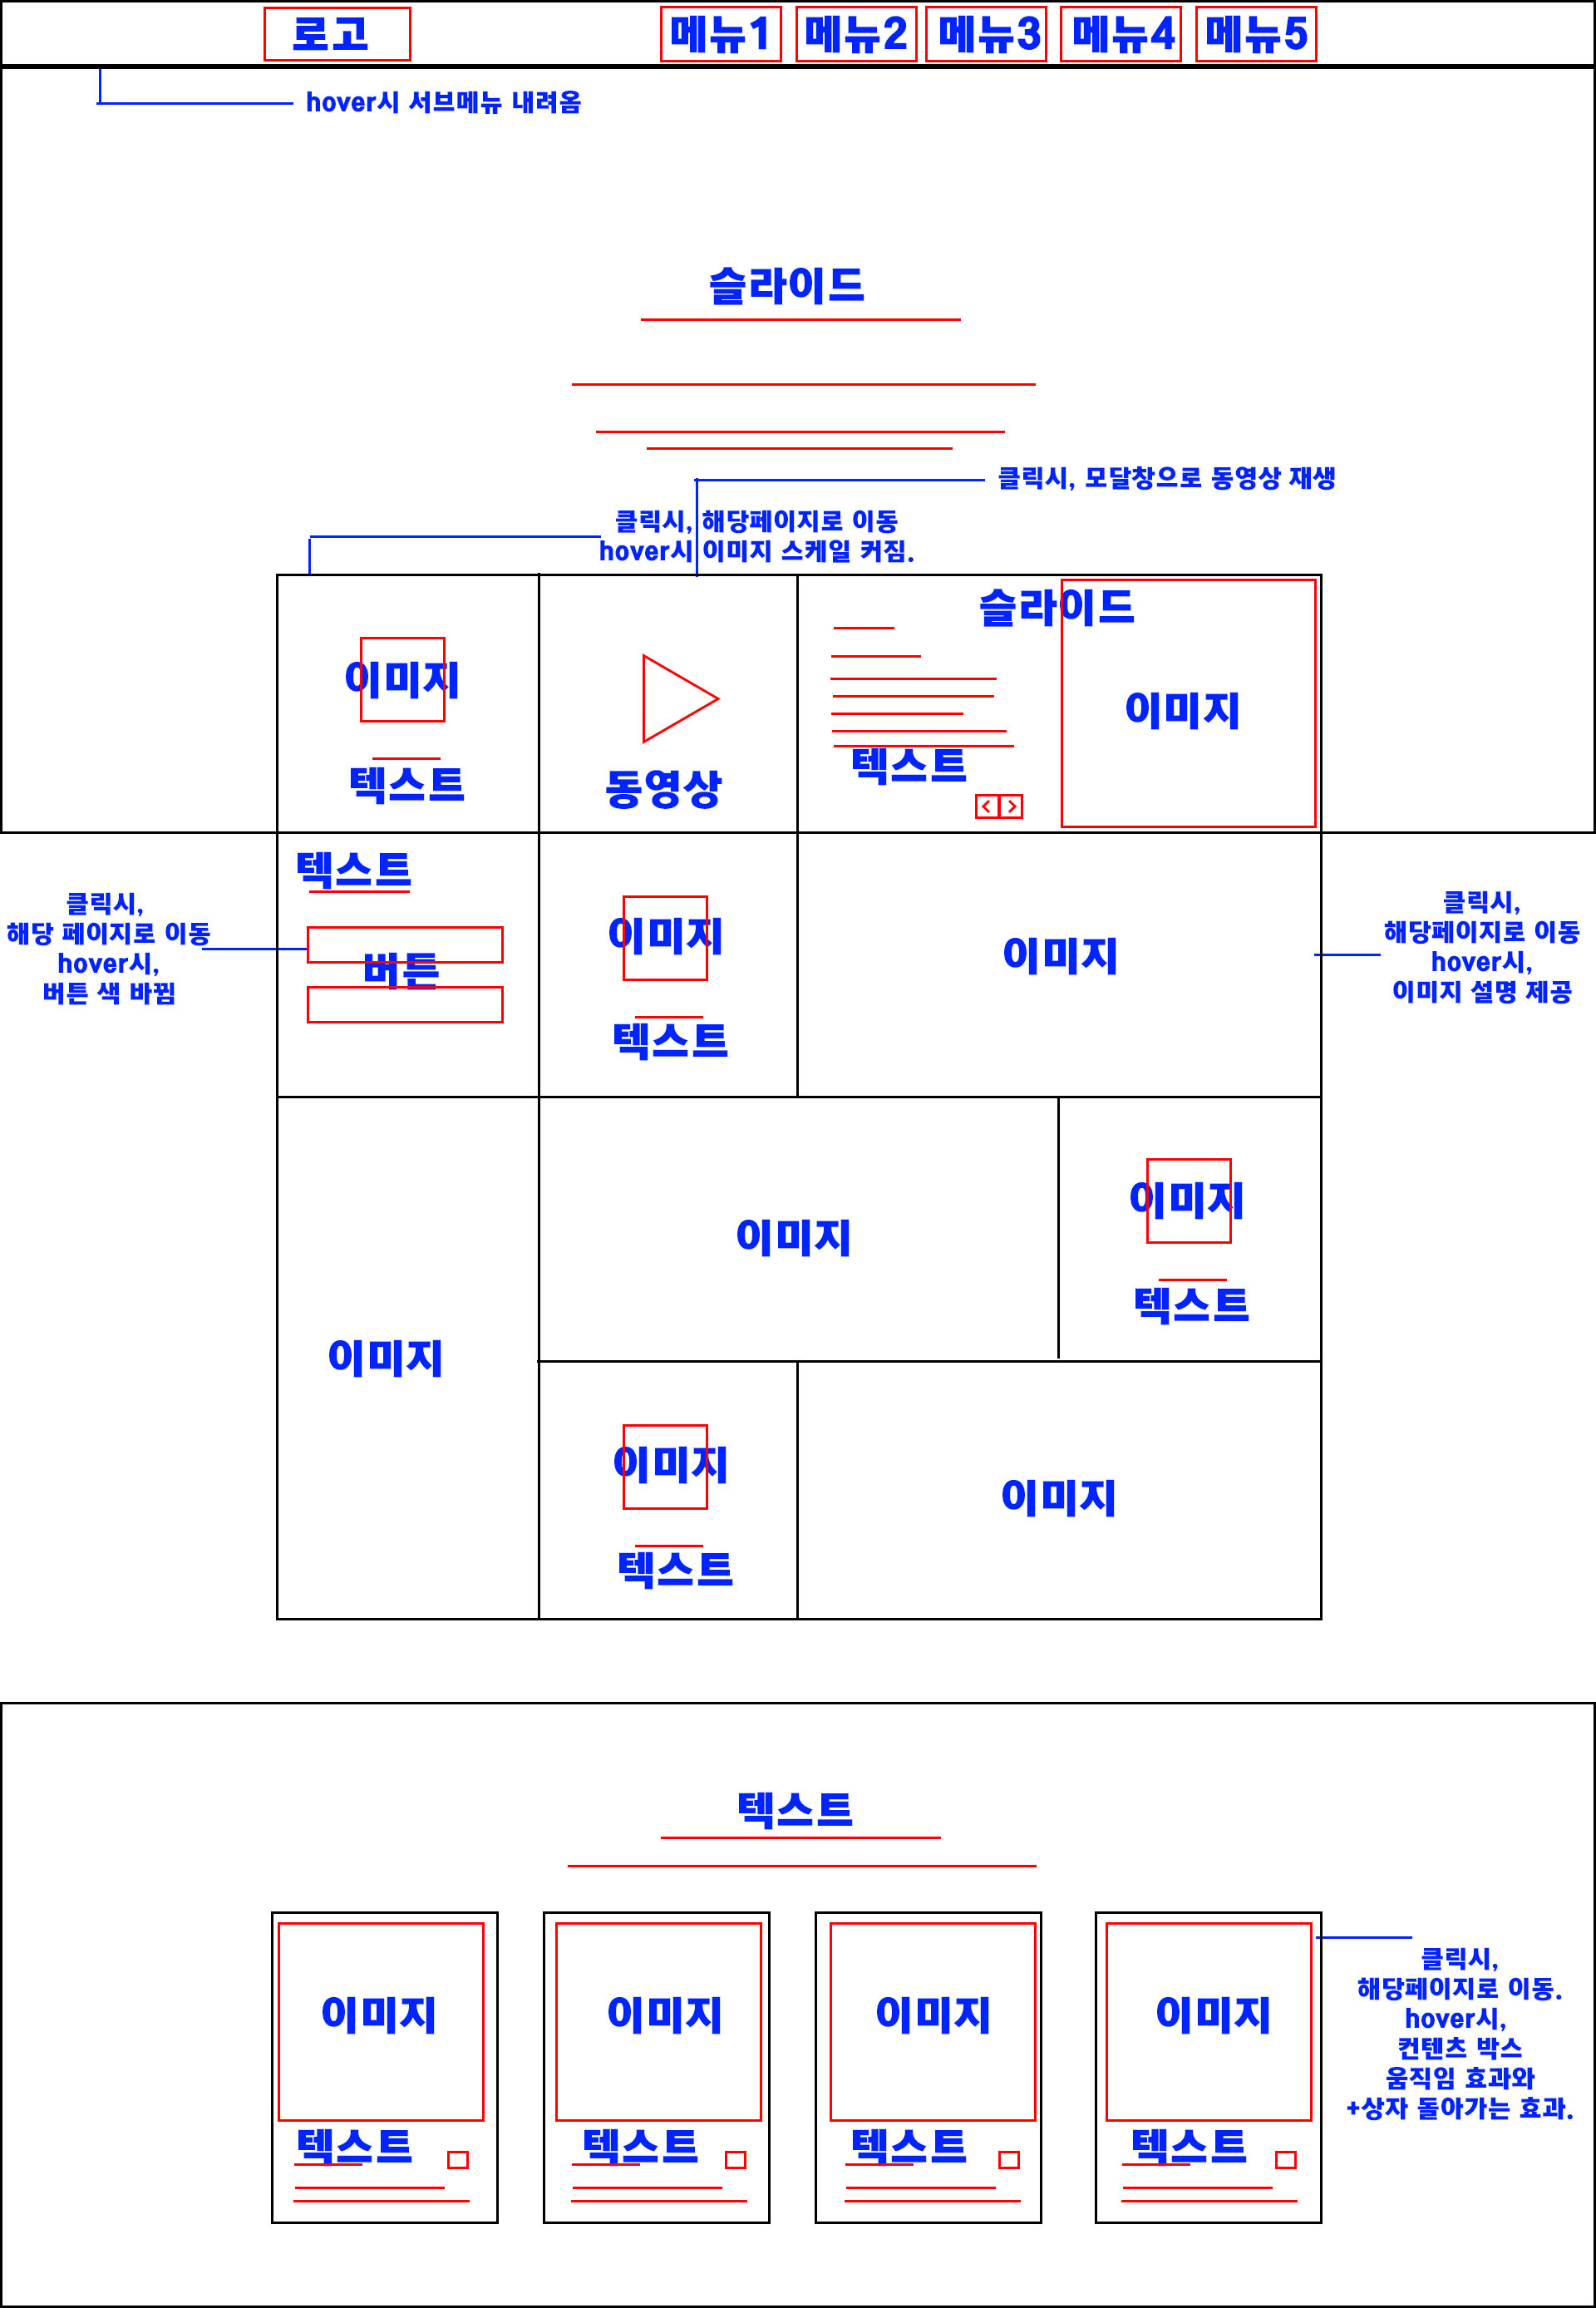 로고
메뉴1
메뉴2
메뉴3
메뉴4
메뉴5
hover시 서브메뉴 내려옴
슬라이드
클릭시, 모달창으로 동영상 재생
클릭시, 해당페이지로 이동
hover시 이미지 스케일 커짐.
이미지
텍스트
동영상
슬라이드
텍스트
이미지
클릭시,
해당 페이지로 이동
hover시,
버튼 색 바뀜
텍스트
버튼
이미지
텍스트
이미지
클릭시,
해당페이지로 이동
hover시,
이미지 설명 제공
이미지
이미지
이미지
텍스트
이미지
텍스트
이미지
텍스트
이미지
텍스트
이미지
텍스트
이미지
텍스트
이미지
텍스트
클릭시,
해당페이지로 이동.
hover시,
컨텐츠 박스
움직임 효과와
+상자 돌아가는 효과.